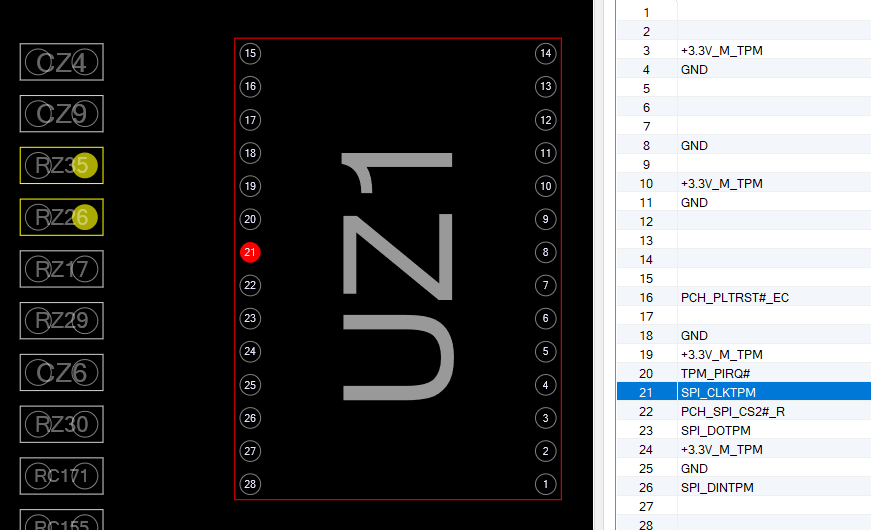 CZ4
CZ9
RZ35
RZ26
RZ17
RZ29
CZ6
RZ30
RC171
RC155
15 14
16 13
17 12
18 11
19 10
20 9
21 8
22 7
23 6
24 5
25 4
26 3
27 2
28 1
UZ1
1
2
3 +3.3V_M_TPM
4 GND
5
6
7
8 GND
9
10 +3.3V_M_TPM
11 GND
12
13
14
15
16 PCH_PLTRST#_EC
17
18 GND
19 +3.3V_M_TPM
20 TPM_PIRQ#
21 SPI_CLKTPM
22 PCH_SPI_CS2#_R
23 SPI_DOTPM
24 +3.3V_M_TPM
25 GND
26 SPI_DINTPM
27
28